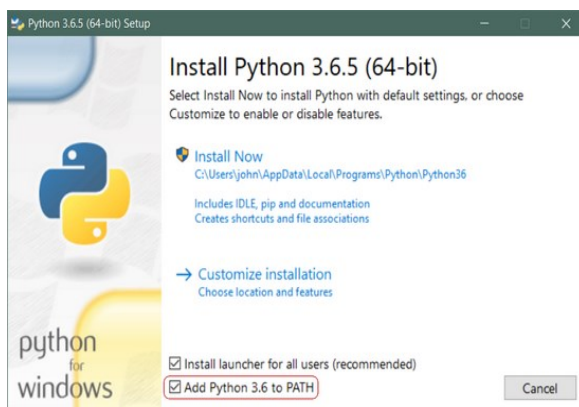 Python 3.6.5 (64-bit) Setup
Install Python 3.6.5 (64-bit)
Select Install Now to install Python with default settings, or choose
Customize to enable or disable features.
Install Now
C:\Users\john\AppData\Local\Programs\Python\Python36
Includes IDLE, pip and documentation
Creates shortcuts and file associations
Customize installation
Choose location and features
python
for
windows
Install launcher for all users (recommended)
Add Python 3.6 to PATH
Cancel